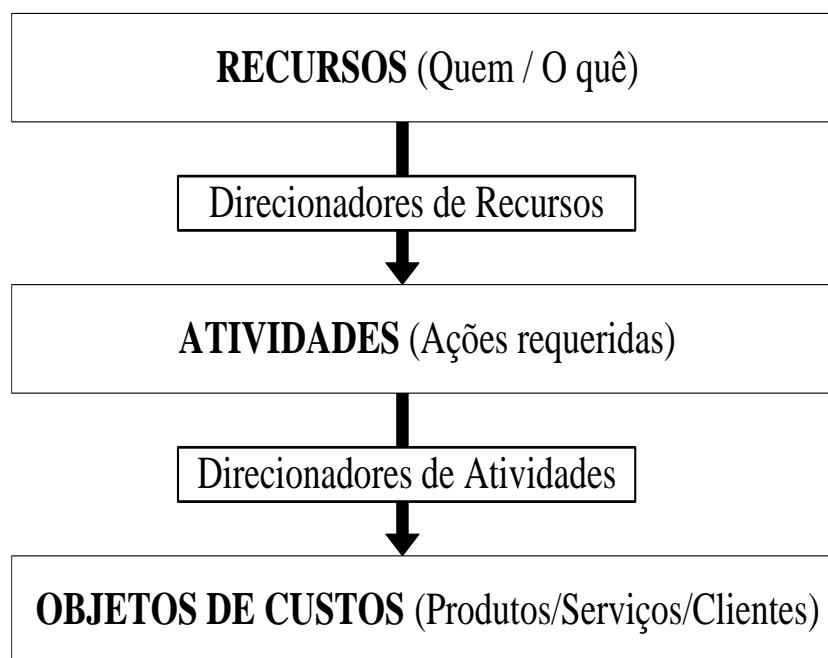 RECURSOS (Quem / O quê)
Direcionadores de Recursos
ATIVIDADES (Ações requeridas)
Direcionadores de Atividades
OBJETOS DE CUSTOS (Produtos/Serviços/Clientes)